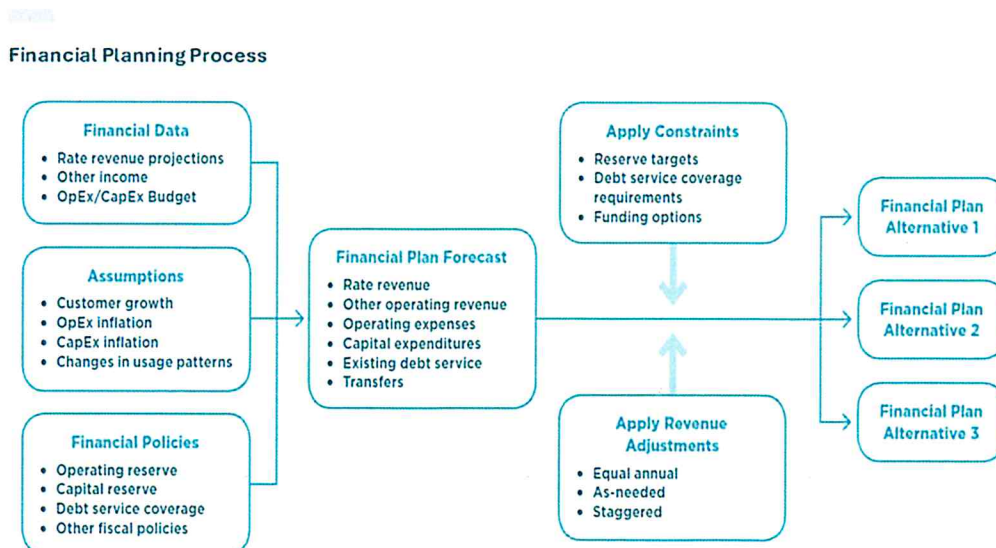 Financial Planning Process
Financial Data
• Rate revenue projections
• Other income
• OpEx/CapEx Budget
Assumptions
• Customer growth
• OpEx inflation
• CapEx inflation
• Changes in usage patterns
Financial Policies
• Operating reserve
• Capital reserve
• Debt service coverage
• Other fiscal policies
Financial Plan Forecast
• Rate revenue
• Other operating revenue
• Operating expenses
• Capital expenditures
• Existing debt service
• Transfers
Apply Constraints
• Reserve targets
• Debt service coverage
requirements
• Funding options
Apply Revenue
Adjustments
• Equal annual
• As-needed
• Staggered
Financial Plan
Alternative 1
Financial Plan
Alternative 2
Financial Plan
Alternative 3